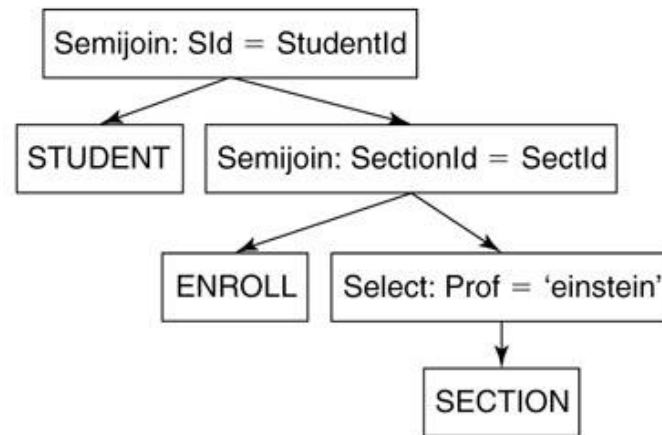 Semijoin: SId = StudentId
STUDENT
Semijoin: SectionId = SectId
ENROLL
Select: Prof = ‘einstein’
SECTION